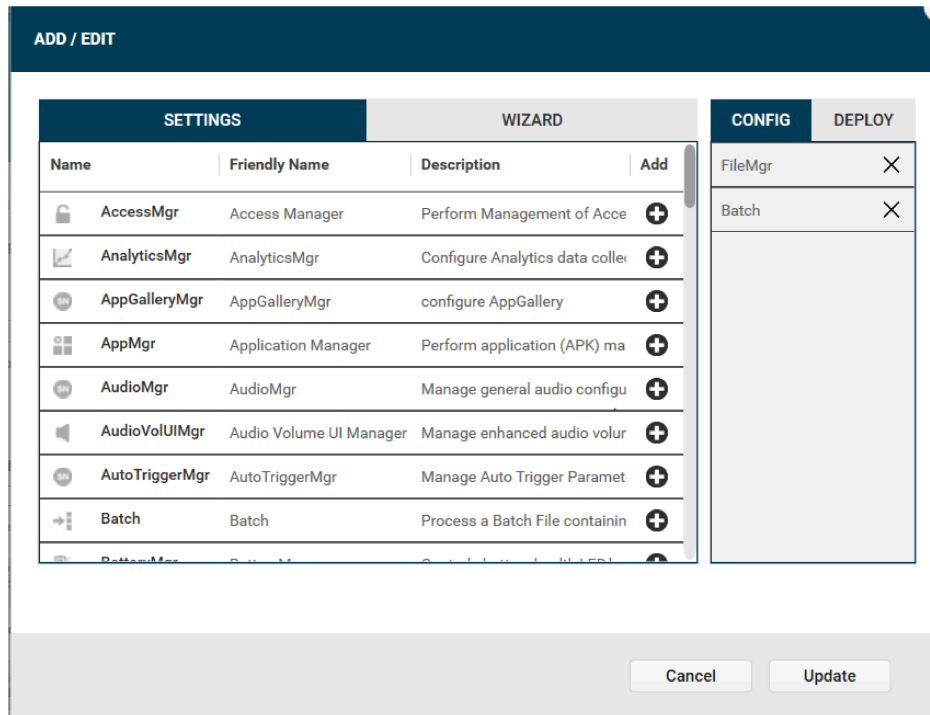 ADD / EDIT
SETTINGS WIZARD CONFIG DEPLOY
Name Friendly Name Description Add FileMgr
AccessMgr Access Manager Perform Management of Acce Batch
AnalyticsMgr AnalyticsMgr Configure Analytics data colle
SN AppGalleryMgr AppGalleryMgr configure AppGallery
AppMgr Application Manager Perform application (APK) ma
SN AudioMgr AudioMgr Manage general audio configu
AudioVolUIMgr Audio Volume UI Manager Manage enhanced audio volur
SN AutoTriggerMgr AutoTriggerMgr Manage Auto Trigger Paramet
Batch Batch Process a Batch File containin
Cancel Update